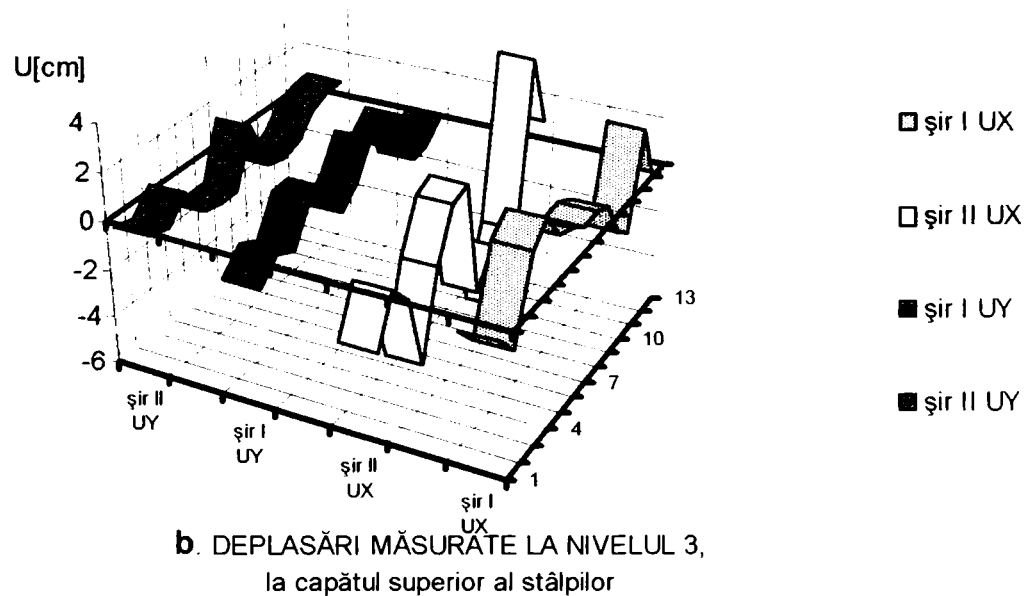 U[cm]
4
2
0
-2
-4
-6
şir II
UY
şir I
UY
şir II
UX
şir I
UX
1
4
7
10
13
şir I UX
şir II UX
şir I UY
şir II UY
b. DEPLASĂRI MĂSURATE LA NIVELUL 3,
la capătul superior al stâlpilor